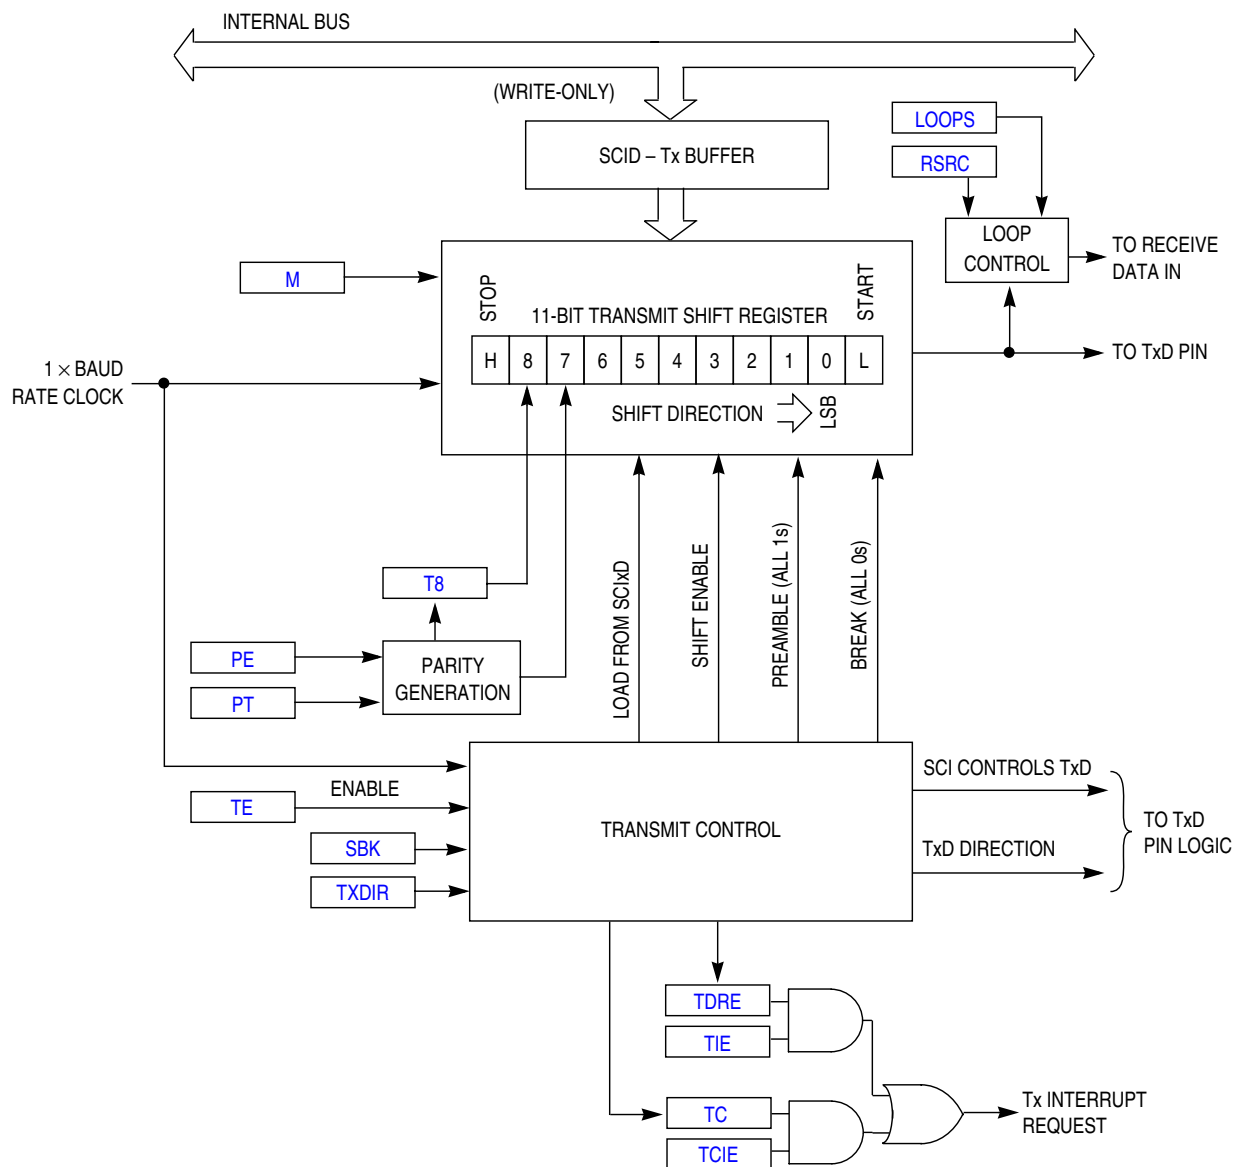 INTERNAL BUS
(WRITE-ONLY)
SCID – Tx BUFFER
LOOPS
RSRC
LOOP
CONTROL
TO RECEIVE
DATA IN
M
STOP
11-BIT TRANSMIT SHIFT REGISTER
START
H 8 7 6 5 4 3 2 1 0 L
SHIFT DIRECTION
LSB
TO TxD PIN
1 × BAUD
RATE CLOCK
T8
PE
PT
PARITY
GENERATION
LOAD FROM SCIxD
SHIFT ENABLE
PREAMBLE (ALL 1s)
BREAK (ALL 0s)
TE
ENABLE
SBK
TXDIR
TRANSMIT CONTROL
SCI CONTROLS TxD
TxD DIRECTION
TO TxD
PIN LOGIC
TDRE
TIE
TC
TCIE
Tx INTERRUPT
REQUEST